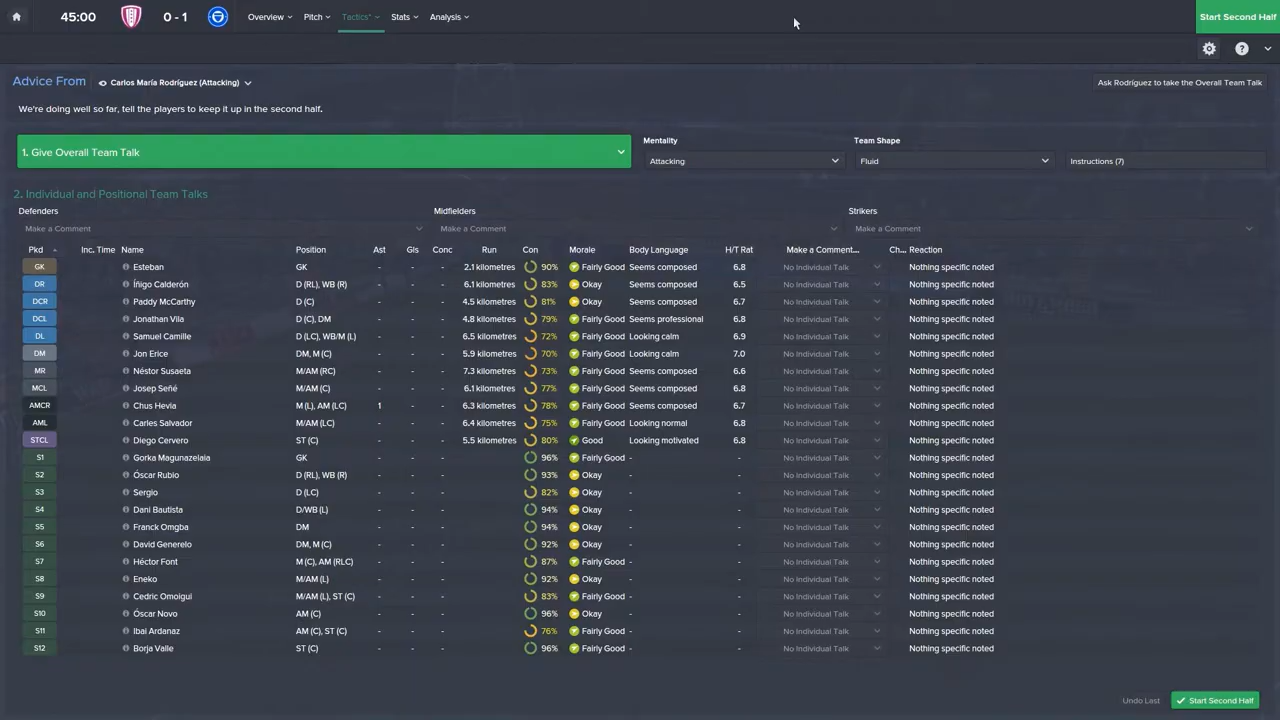 45:00 0 - 1 Overview Pitch Tactics* Stats Analysis Start Second Half
Advice From Carlos María Rodríguez (Attacking) Ask Rodríguez to take the Overall Team Talk
We're doing well so far, tell the players to keep it up in the second half.
1. Give Overall Team Talk
Mentality
Attacking
Team Shape
Fluid
Instructions (7)
2. Individual and Positional Team Talks
Defenders Midfielders Strikers
Make a Comment Make a Comment Make a Comment
Pkd Inc. Time Name Position Ast Gls Conc Run Con Morale Body Language H/T Rat Make a Comment... Ch... Reaction
GK Esteban GK - - - 2.1 kilometres 90% Fairly Good Seems composed 6.8 No Individual Talk Nothing specific noted
DR Íñigo Calderón D (RL), WB (R) - - - 6.1 kilometres 83% Okay Seems composed 6.5 No Individual Talk Nothing specific noted
DCR Paddy McCarthy D (C) - - - 4.5 kilometres 81% Okay Seems composed 6.7 No Individual Talk Nothing specific noted
DCL Jonathan Vila D (C), DM - - - 4.8 kilometres 79% Fairly Good Seems professional 6.8 No Individual Talk Nothing specific noted
DL Samuel Camille D (LC), WB/M (L) - - - 6.5 kilometres 72% Fairly Good Looking calm 6.9 No Individual Talk Nothing specific noted
DM Jon Erice DM, M (C) - - - 5.9 kilometres 70% Fairly Good Looking calm 7.0 No Individual Talk Nothing specific noted
MR Néstor Susaeta M/AM (RC) - - - 7.3 kilometres 73% Fairly Good Seems composed 6.6 No Individual Talk Nothing specific noted
MCL Josep Señé M/AM (C) - - - 6.1 kilometres 77% Fairly Good Seems composed 6.8 No Individual Talk Nothing specific noted
AMCR Chus Hevia M (L), AM (LC) 1 - - 6.3 kilometres 78% Fairly Good Seems composed 6.7 No Individual Talk Nothing specific noted
AML Carles Salvador M/AM (LC) - - - 6.4 kilometres 75% Fairly Good Looking normal 6.8 No Individual Talk Nothing specific noted
STCL Diego Cervero ST (C) - - - 5.5 kilometres 80% Good Looking motivated 6.8 No Individual Talk Nothing specific noted
S1 Gorka Magunazelaia GK - - - 96% Fairly Good - - No Individual Talk Nothing specific noted
S2 Óscar Rubio D (RL), WB (R) - - - 93% Okay - - No Individual Talk Nothing specific noted
S3 Sergio D (LC) - - - 82% Okay - - No Individual Talk Nothing specific noted
S4 Dani Bautista D/WB (L) - - - 94% Okay - - No Individual Talk Nothing specific noted
S5 Franck Omgba DM - - - 94% Okay - - No Individual Talk Nothing specific noted
S6 David Generelo DM, M (C) - - - 92% Okay - - No Individual Talk Nothing specific noted
S7 Héctor Font M (C), AM (RLC) - - - 87% Fairly Good - - No Individual Talk Nothing specific noted
S8 Eneko M/AM (L) - - - 92% Okay - - No Individual Talk Nothing specific noted
S9 Cedric Omoigui M/AM (L), ST (C) - - - 83% Fairly Good - - No Individual Talk Nothing specific noted
S10 Óscar Novo AM (C) - - - 96% Okay - - No Individual Talk Nothing specific noted
S11 Ibai Ardanaz AM (C), ST (C) - - - 76% Fairly Good - - No Individual Talk Nothing specific noted
S12 Borja Valle ST (C) - - - 96% Fairly Good - - No Individual Talk Nothing specific noted
Undo Last Start Second Half